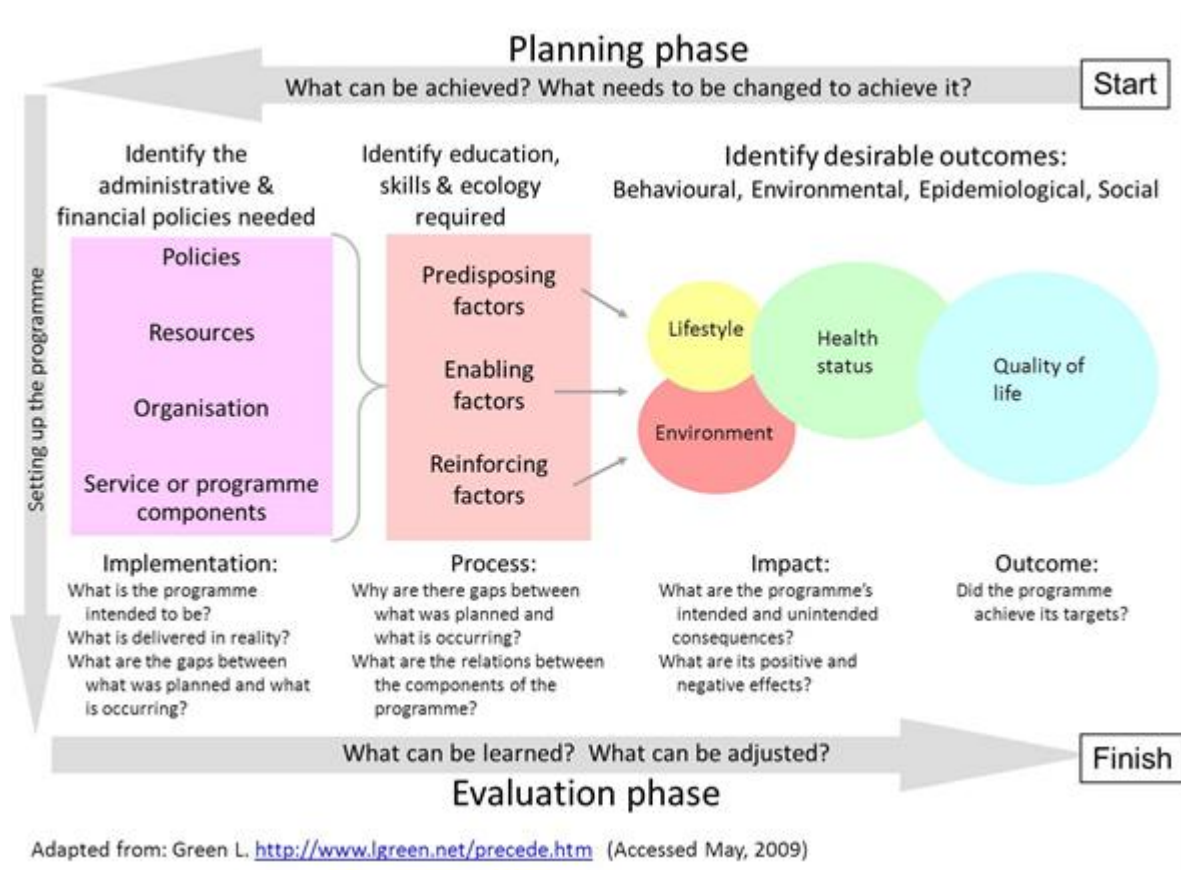 Planning phase
What can be achieved? What needs to be changed to achieve it?
Start
Identify the
administrative &
financial policies needed
Identify education,
skills & ecology
required
Identify desirable outcomes:
Behavioural, Environmental, Epidemiological, Social
Setting up the programme
Policies
Resources
Organisation
Service or programme
components
Predisposing
factors
Enabling
factors
Reinforcing
factors
Lifestyle
Environment
Health
status
Quality of
life
Implementation:
What is the programme
intended to be?
What is delivered in reality?
What are the gaps between
what was planned and what
is occurring?
Process:
Why are there gaps between
what was planned and
what is occurring?
What are the relations between
the components of the
programme?
Impact:
What are the programme's
intended and unintended
consequences?
What are its positive and
negative effects?
Outcome:
Did the programme
achieve its targets?
What can be learned? What can be adjusted?
Finish
Evaluation phase
Adapted from: Green L. http://www.lgreen.net/precede.htm (Accessed May, 2009)